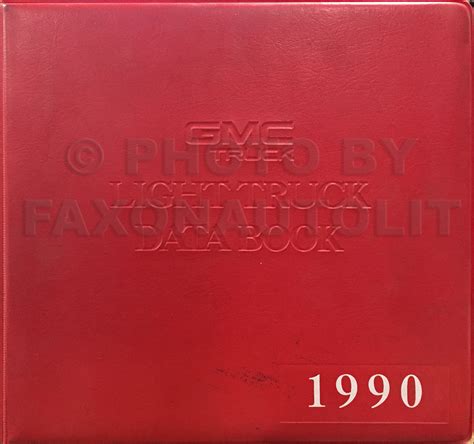 GMC
TRUCK
© PHOTO BY
LIGHT TRUCK
FAXONAUTOLIT
DATA BOOK
1990